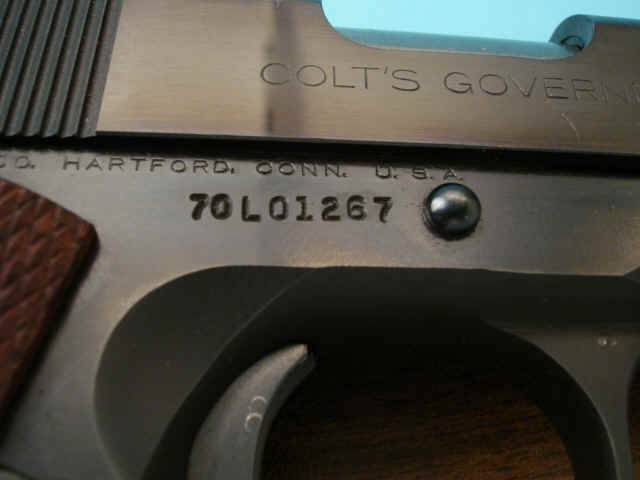 COLT'S GOVERN
CO. HARTFORD, CONN. U.S.A.
70L01267